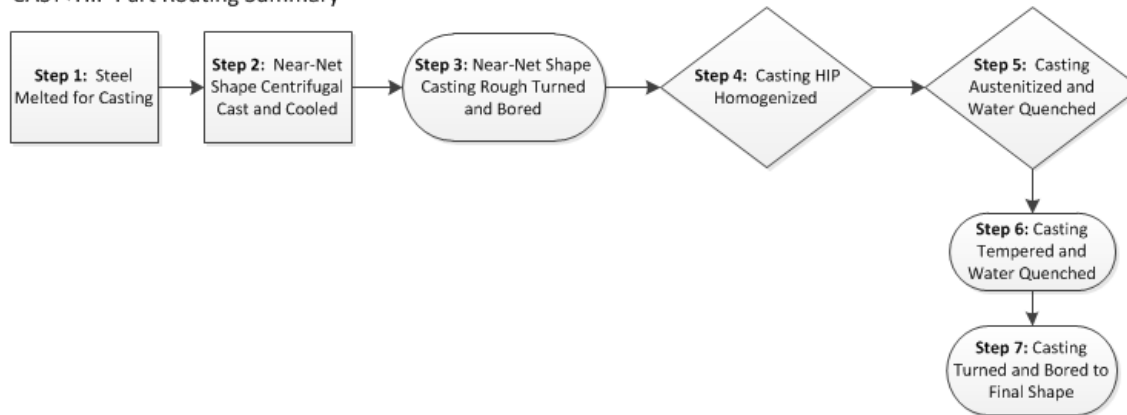 CAST+HIP Part Routing Summary
Step 1: Steel
Melted for Casting
Step 2: Near-Net
Shape Centrifugal
Cast and Cooled
Step 3: Near-Net Shape
Casting Rough Turned
and Bored
Step 4: Casting HIP
Homogenized
Step 5: Casting
Austenitized and
Water Quenched
Step 6: Casting
Tempered and
Water Quenched
Step 7: Casting
Turned and Bored to
Final Shape